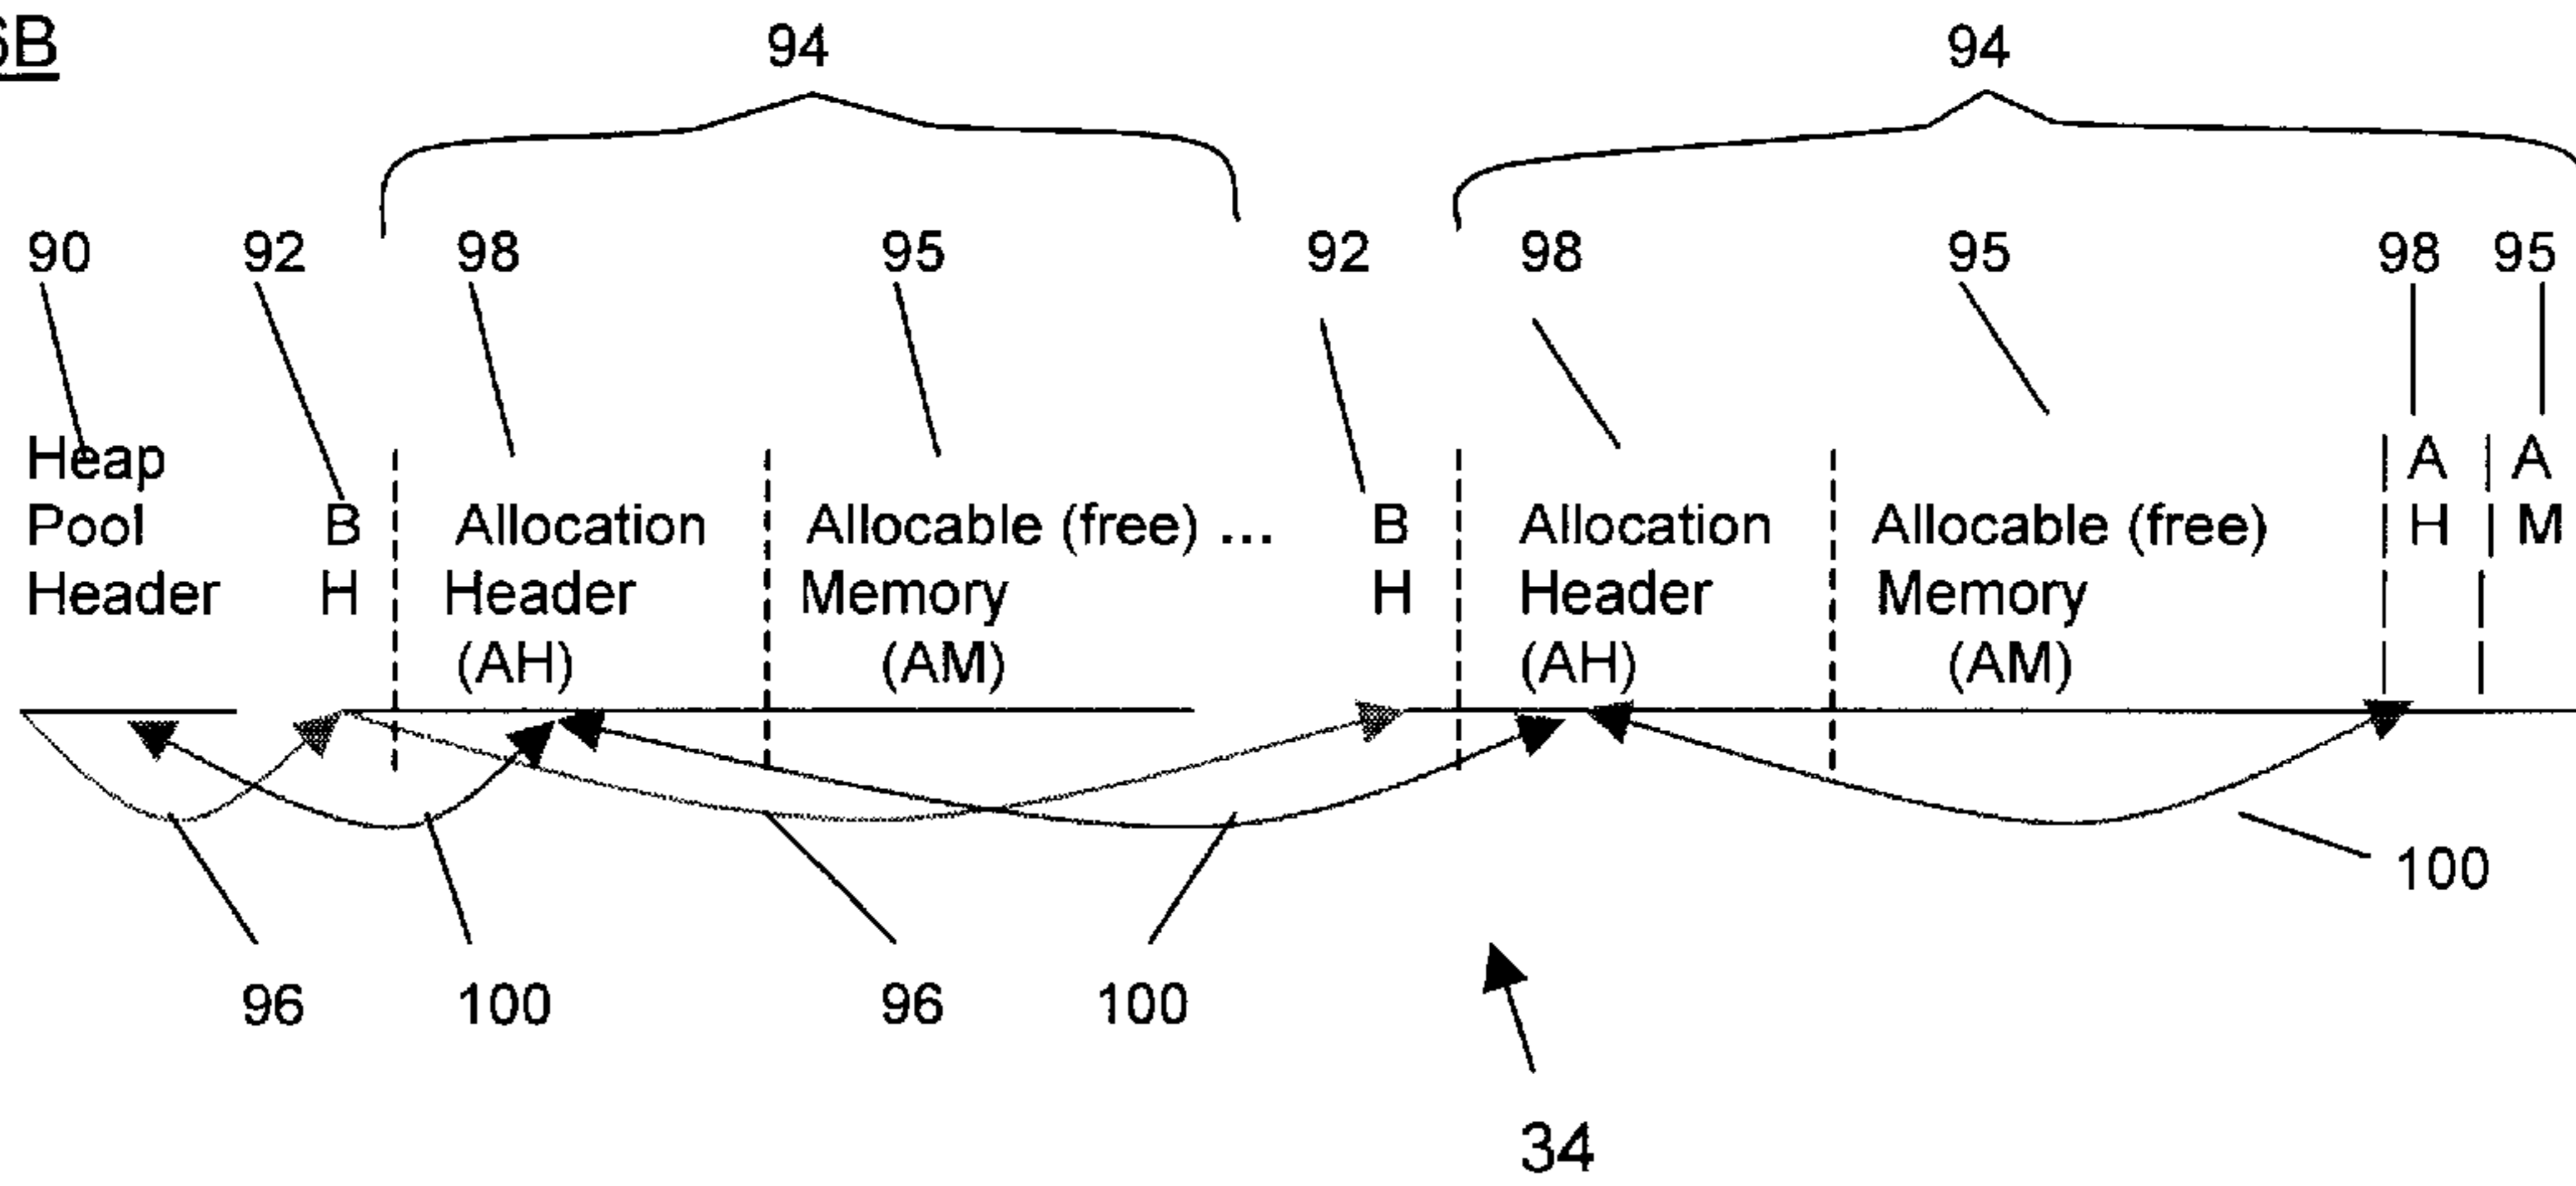 6B
94 94
90 92 98 95 92 98 95 98 95
Heap A A
Pool B Allocation Allocable (free) ... B Allocation Allocable (free) H M
Header H Header Memory H Header Memory
(AH) (AM) (AH) (AM)
100
96 100 96 100
34